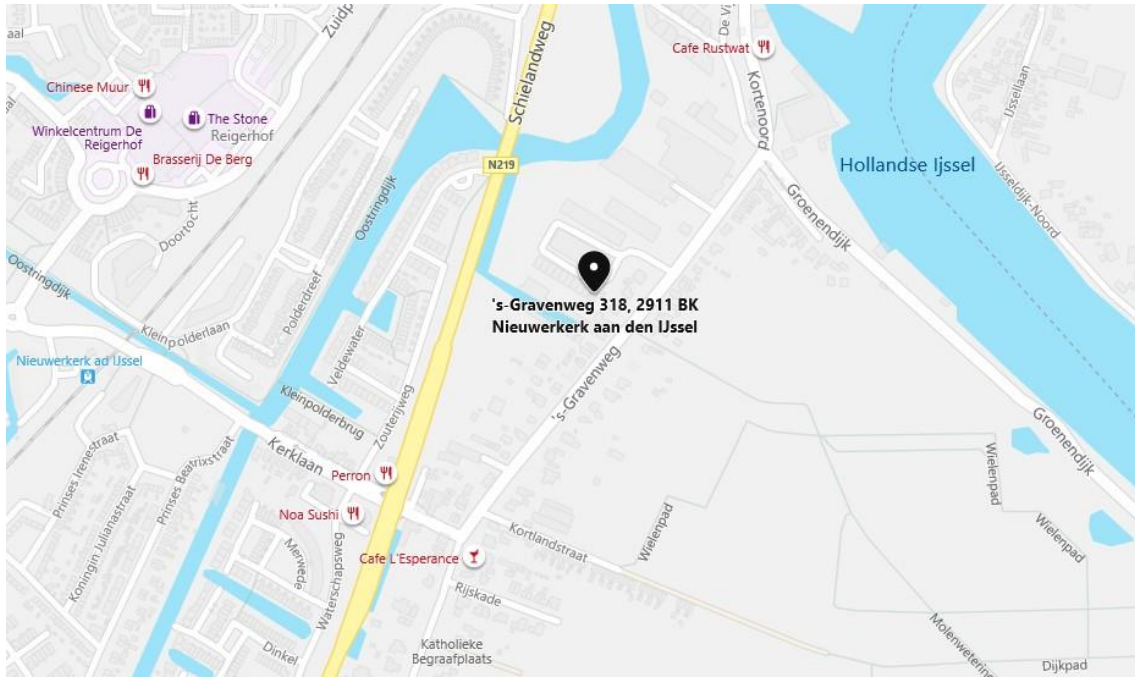 aal
Zuidp
De Vi
Cafe Rustwat
Kortenoord
IJssellaan
Schielandweg
Chinese Muur
The Stone
Winkelcentrum De
Reigerhof
Reigerhof
Brasserij De Berg
N219
Hollandse Ijssel
IJsseldijk-Noord
Oostringdijk
Doortocht
Groenendijk
Oostringdijk
Polderdreef
's-Gravenweg 318, 2911 BK
Nieuwerkerk aan den IJssel
Kleinpolderlaan
Veldewater
Nieuwerkerk ad IJssel
Kleinpolderbrug
Zouterijweg
's-Gravenweg
Groenendijk
Kerklaan
Prinses Irenestraat
Prinses Beatrixstraat
Koningin Julianastraat
Perron
Noa Sushi
Wielenpad
Wielenpad
Wielenpad
Kortlandstraat
Merwede
Waterschapsweg
Cafe L'Esperance
Rijskade
Dinkel
Katholieke
Begraafplaats
Molenwetering
Dijkpad